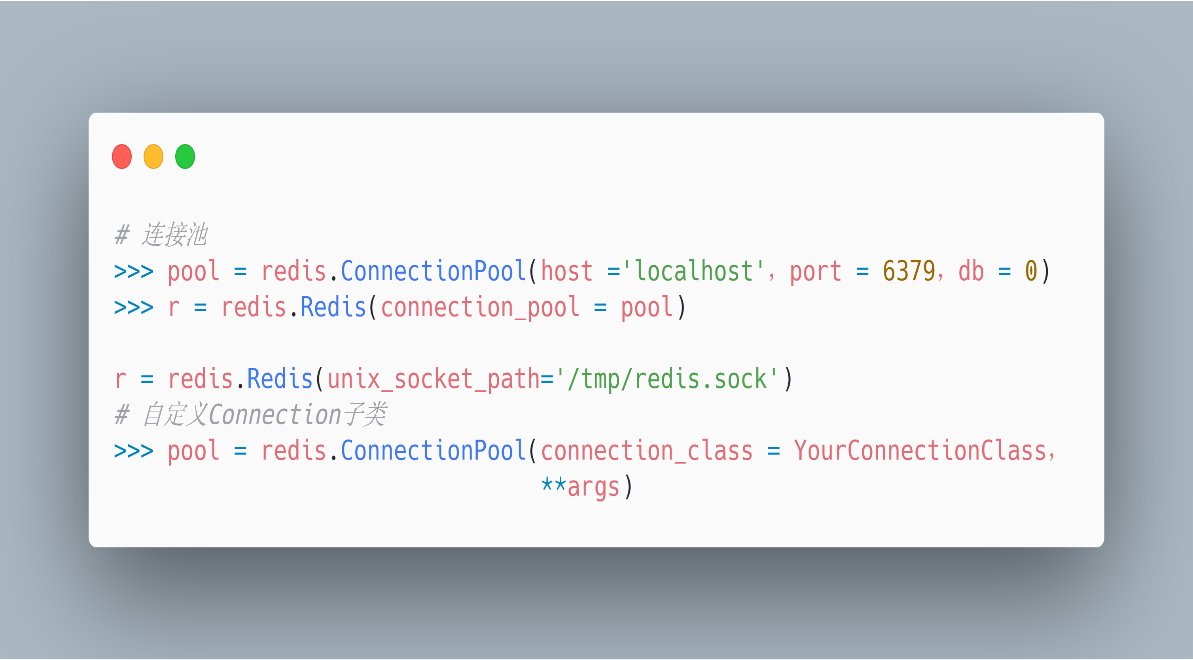 # 连接池
>>> pool = redis.ConnectionPool(host ='localhost'，port = 6379，db = 0)
>>> r = redis.Redis(connection_pool = pool)
r = redis.Redis(unix_socket_path='/tmp/redis.sock')
# 自定义Connection子类
>>> pool = redis.ConnectionPool(connection_class = YourConnectionClass，
**args)